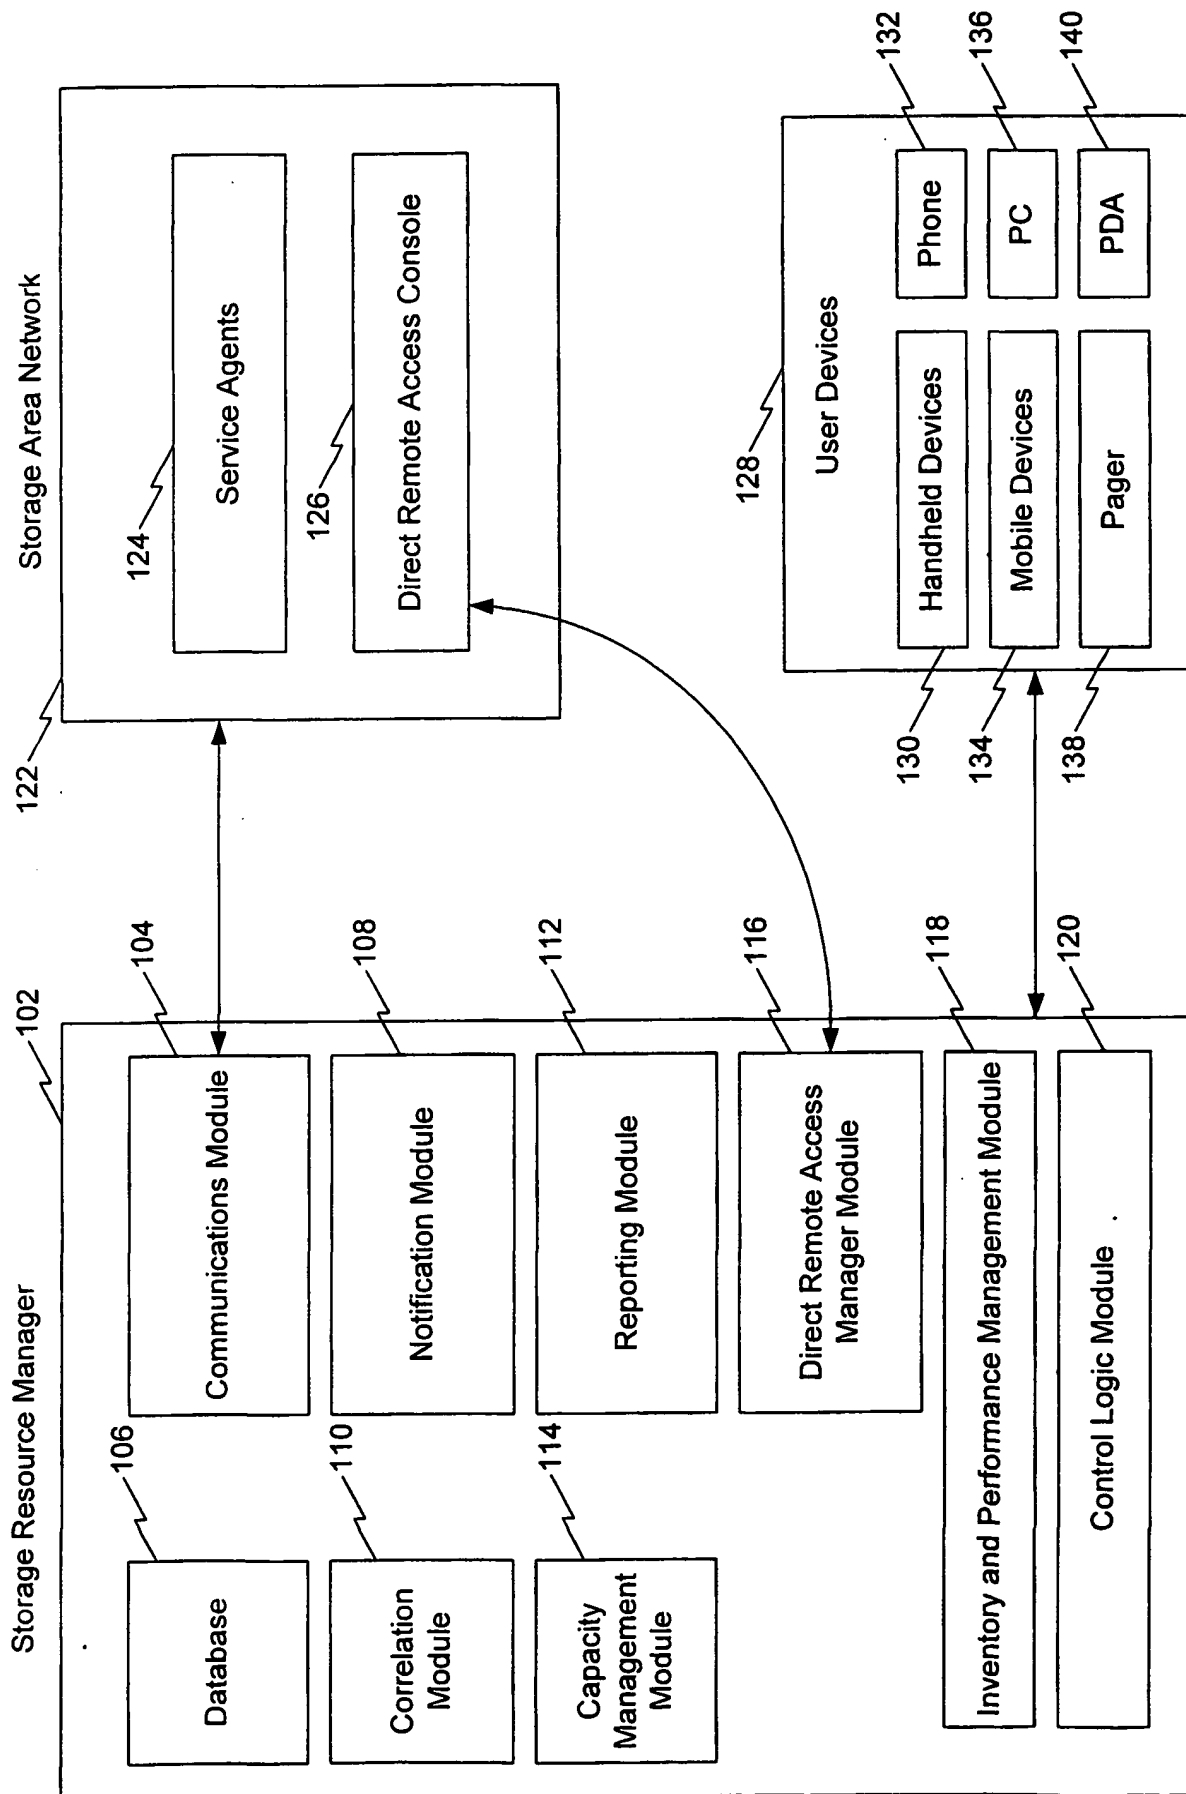 Storage Resource Manager
102
Database
106
Communications Module
104
Correlation
Module
110
Notification Module
108
Capacity
Management
Module
114
Reporting Module
112
Direct Remote Access
Manager Module
116
Inventory and Performance Management Module
118
Control Logic Module
120
Storage Area Network
122
Service Agents
124
Direct Remote Access Console
126
User Devices
128
Handheld Devices
130
Phone
132
Mobile Devices
134
PC
136
Pager
138
PDA
140